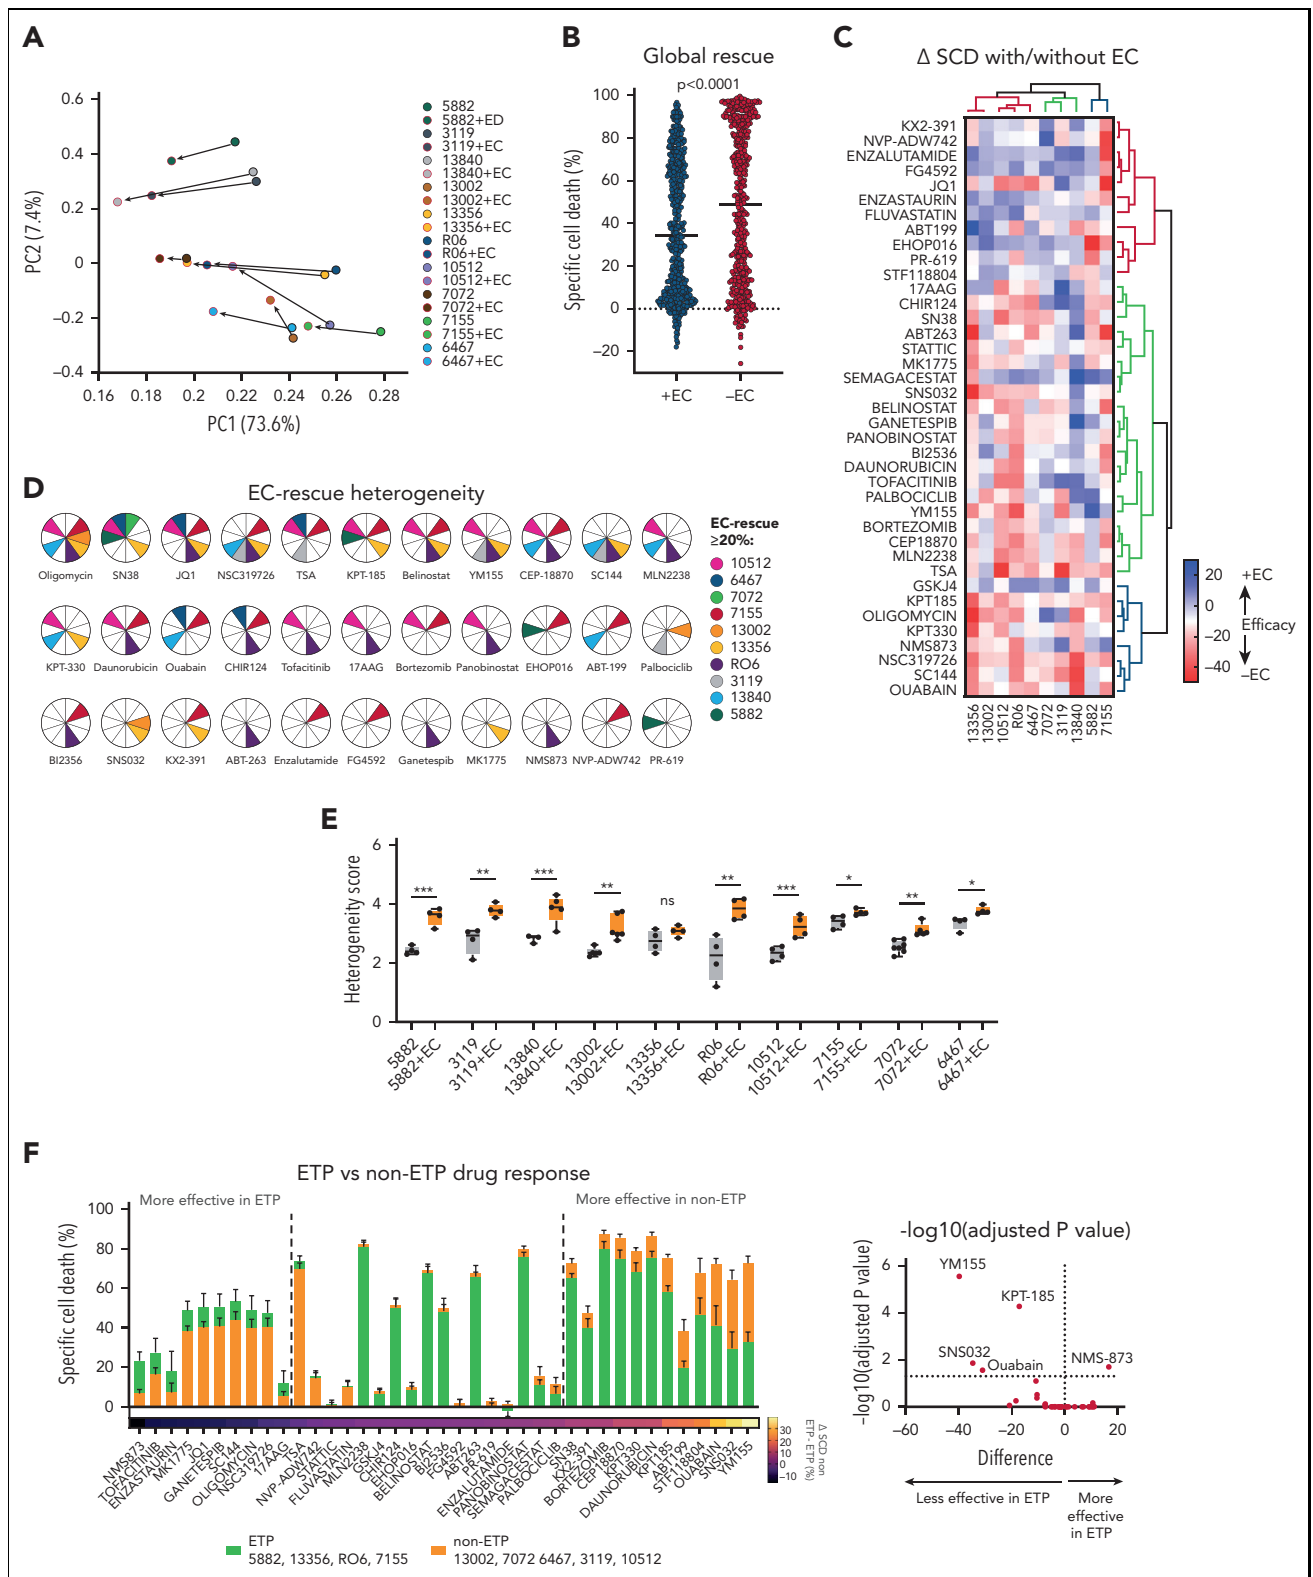 A
0.6
0.4
0.2
0
−0.2
−0.4
0.16
0.18
0.20
0.22
0.24
0.26
0.28
PC2 (7.4%)
PC1 (73.6%)
5882
5882+ED
3119
3119+EC
13840
13840+EC
13002
13002+EC
13356
13356+EC
R06
R06+EC
10512
10512+EC
7072
7072+EC
7155
7155+EC
6467
6467+EC
B
Global rescue
p<0.0001
100
80
60
40
20
0
−20
Specific cell death (%)
+EC
−EC
C
Δ SCD with/without EC
KX2-391
NVP-ADW742
ENZALUTAMIDE
FG4592
JQ1
ENZASTAURIN
FLUVASTATIN
ABT199
EHOP016
PR-619
STF118804
17AAG
CHIR124
SN38
ABT263
STATTIC
MK1775
SEMAGACESTAT
SNS032
BELINOSTAT
GANETESPIB
PANOBINOSTAT
BI2536
DAUNORUBICIN
TOFACITINIB
PALBOCICLIB
YM155
BORTEZOMIB
CEP18870
MLN2238
TSA
GSKJ4
KPT185
OLIGOMYCIN
KPT330
NMS873
NSC319726
SC144
OUABAIN
13356
13002
10512
R06
6467
7072
3119
13840
5882
7155
20
0
−20
−40
+EC
Efficacy
−EC
D
EC-rescue heterogeneity
Oligomycin SN38 JQ1 NSC319726 TSA KPT-185 Belinostat YM155 CEP-18870 SC144 MLN2238
KPT-330 Daunorubicin Ouabain CHIR124 Tofacitinib 17AAG Bortezomib Panobinostat EHOP016 ABT-199 Palbociclib
BI2356 SNS032 KX2-391 ABT-263 Enzalutamide FG4592 Ganetespib MK1775 NMS873 NVP-ADW742 PR-619
EC-rescue
≥20%:
10512
6467
7072
7155
13002
13356
RO6
3119
13840
5882
E
6
4
2
0
Heterogeneity score
*** ** *** ** ns ** *** * ** *
5882
5882+EC
3119
3119+EC
13840
13840+EC
13002
13002+EC
13356
13356+EC
R06
R06+EC
10512
10512+EC
7155
7155+EC
7072
7072+EC
6467
6467+EC
F
ETP vs non-ETP drug response
More effective in ETP
More effective in non-ETP
100
80
60
40
20
0
Specific cell death (%)
NMS873
TOFACITINIB
ENZASTAURIN
MK1775
JQ1
GANETESPIB
SC144
OLIGOMYCIN
NSC319726
17AAG
TSA
NVP-ADW742
STATTIC
FLUVASTATIN
MLN2238
GSKJ4
CHIR124
EHOP016
BELINOSTAT
BI2536
FG4592
ABT263
PR-619
ENZALUTAMIDE
PANOBINOSTAT
SEMAGACESTAT
PALBOCICLIB
SN38
KX2-391
BORTEZOMIB
CEP18870
KPT330
DAUNORUBICIN
KPT185
ABT199
STF118804
OUABAIN
SNS032
YM155
30
20
10
0
−10
Δ SCD non
ETP- ETP (%)
ETP
5882, 13356, RO6, 7155
non-ETP
13002, 7072 6467, 3119, 10512
-log10(adjusted P value)
6
4
2
0
−log10(adjusted P value)
YM155
KPT-185
SNS032
Ouabain
NMS-873
−60
−40
−20
0
20
Difference
Less effective in ETP
More
effective
in ETP